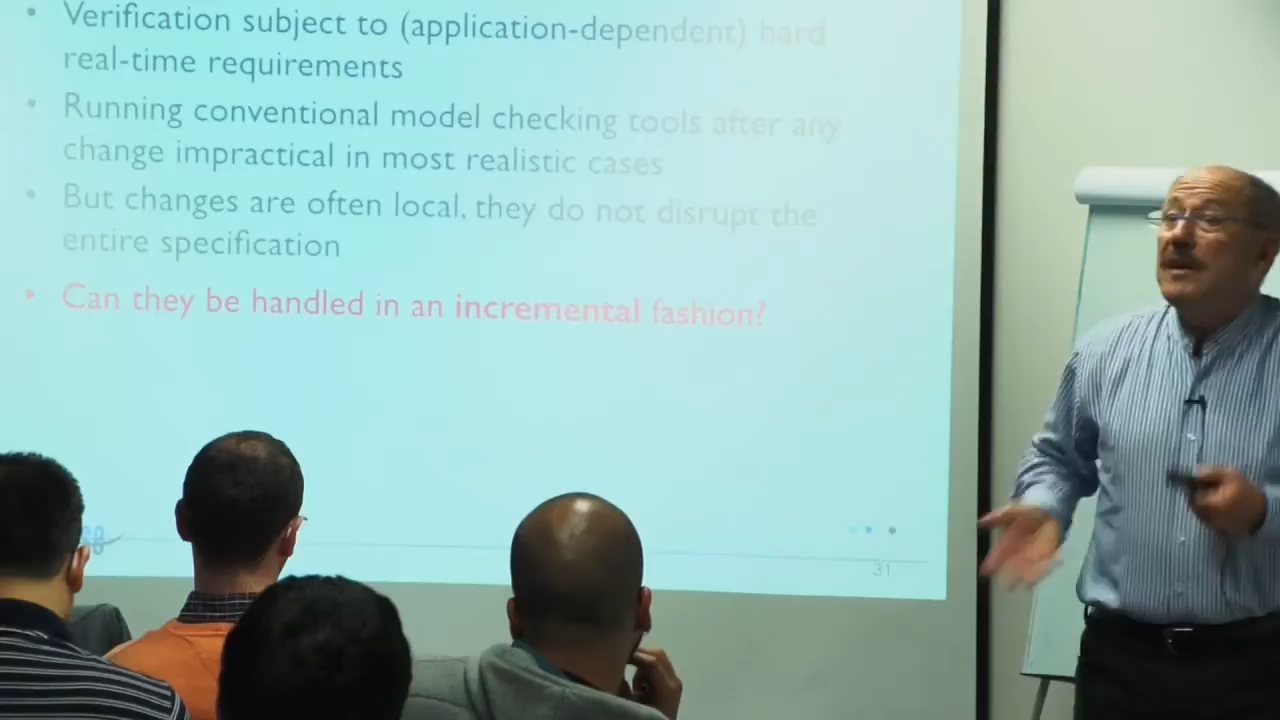 • Verification subject to (application-dependent) hard
real-time requirements
• Running conventional model checking tools after any
change impractical in most realistic cases
• But changes are often local, they do not disrupt the
entire specification
• Can they be handled in an incremental fashion?
31